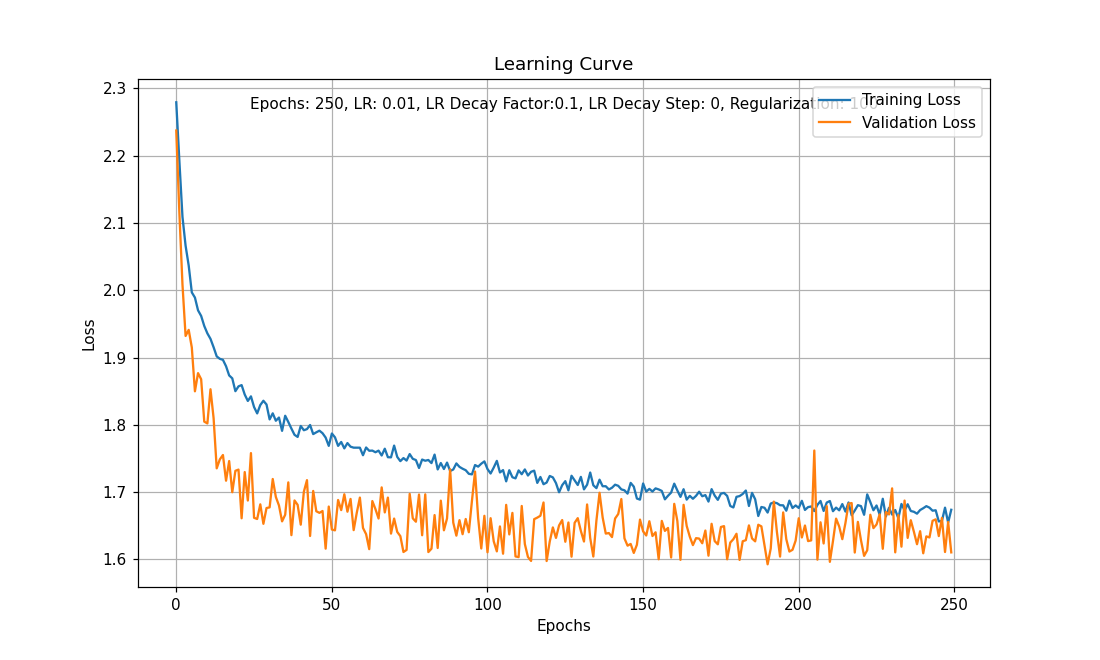 Learning Curve
Epochs: 250, LR: 0.01, LR Decay Factor:0.1, LR Decay Step: 0, Regularization: 100
Training Loss
Validation Loss
2.3
2.2
2.1
2.0
1.9
1.8
1.7
1.6
Loss
0 50 100 150 200 250
Epochs